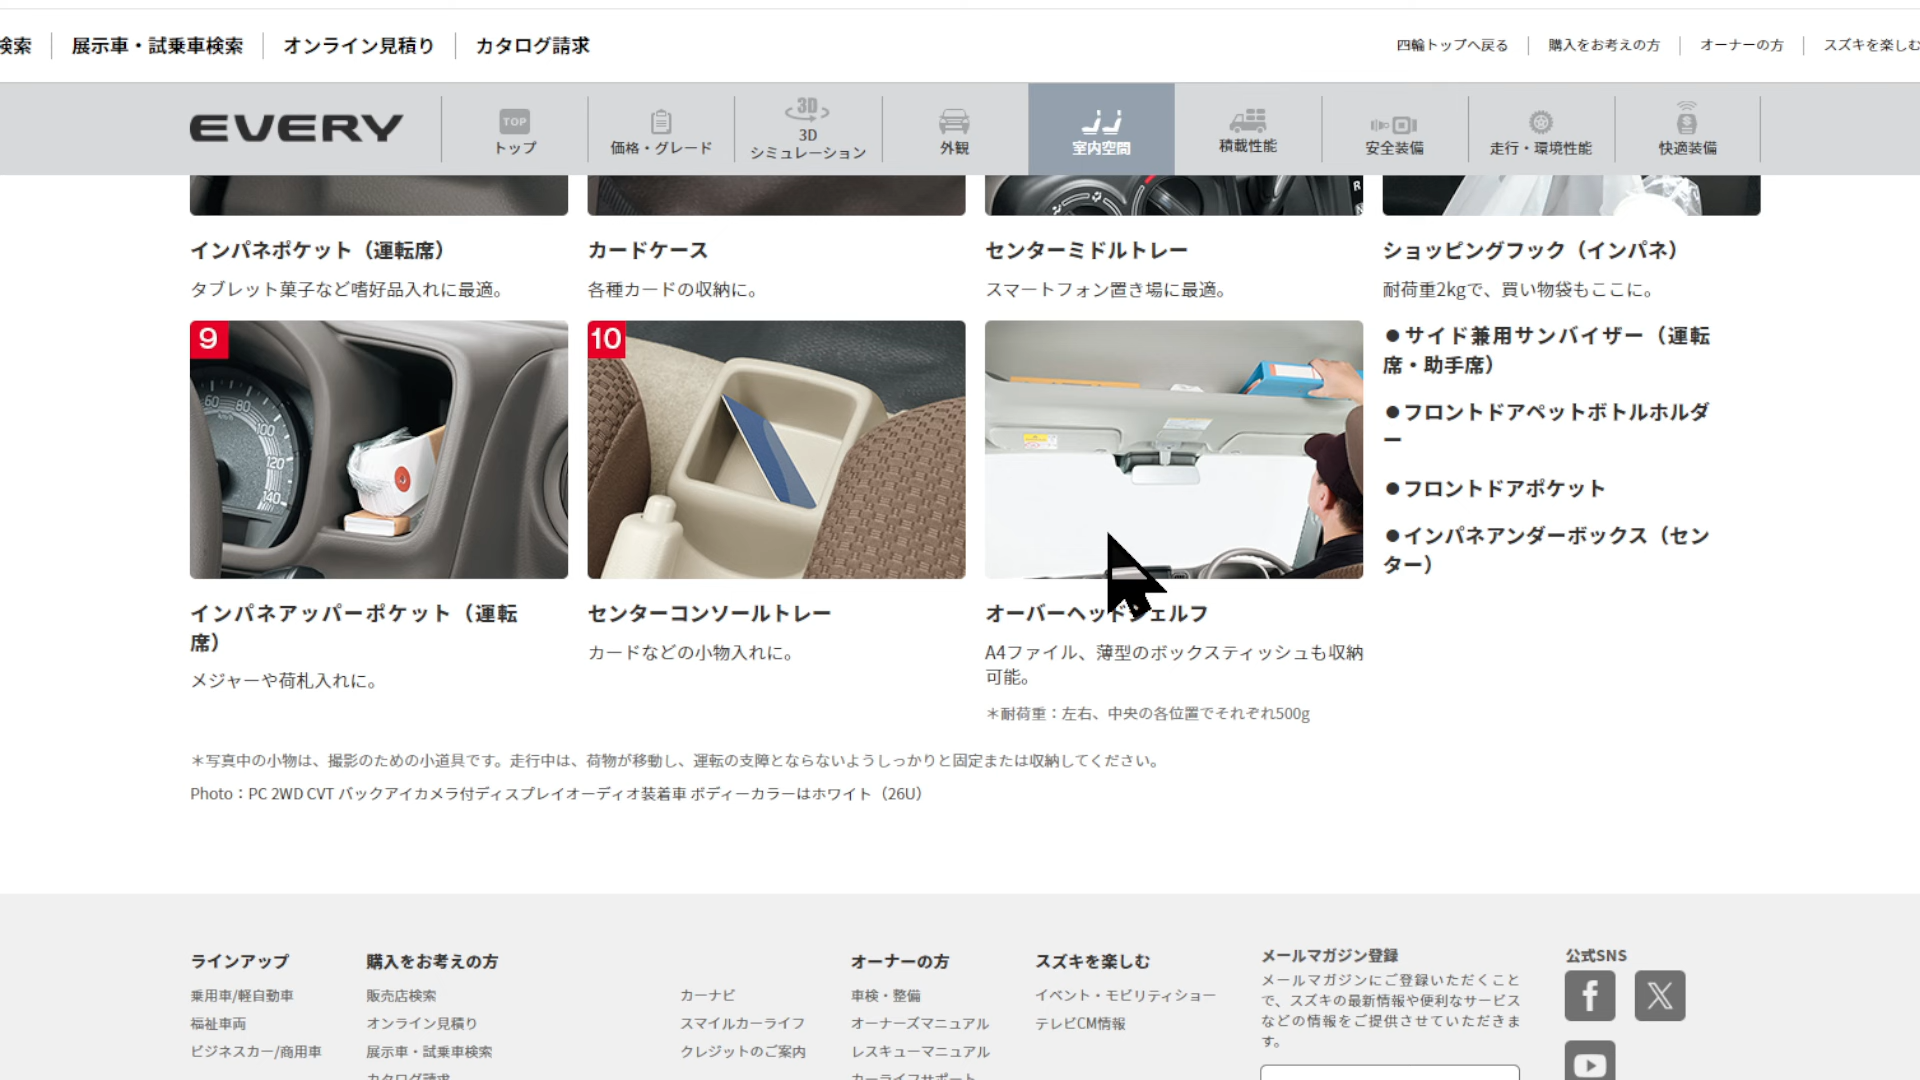 検索
展示車・試乗車検索
オンライン見積り
カタログ請求
四輪トップへ戻る
購入をお考えの方
オーナーの方
スズキを楽しむ
EVERY
TOP
トップ
価格・グレード
3D
3D
シミュレーション
外観
室内空間
積載性能
安全装備
走行・環境性能
快適装備
インパネポケット（運転席）
タブレット菓子など嗜好品入れに最適。
カードケース
各種カードの収納に。
センターミドルトレー
スマートフォン置き場に最適。
ショッピングフック（インパネ）
耐荷重2kgで、買い物袋もここに。
9
60
80
100
120
140
インパネアッパーポケット（運転
席）
メジャーや荷札入れに。
10
センターコンソールトレー
カードなどの小物入れに。
オーバーヘッドシェルフ
A4ファイル、薄型のボックスティッシュも収納
可能。
＊耐荷重：左右、中央の各位置でそれぞれ500g
●サイド兼用サンバイザー（運転
席・助手席）
●フロントドアペットボトルホルダ
ー
●フロントドアポケット
●インパネアンダーボックス（セン
ター）
＊写真中の小物は、撮影のための小道具です。走行中は、荷物が移動し、運転の支障とならないようしっかりと固定または収納してください。
Photo：PC 2WD CVT バックアイカメラ付ディスプレイオーディオ装着車 ボディーカラーはホワイト（26U）
ラインアップ
乗用車/軽自動車
福祉車両
ビジネスカー/商用車
購入をお考えの方
販売店検索
オンライン見積り
展示車・試乗車検索
カタログ請求
カーナビ
スマイルカーライフ
クレジットのご案内
オーナーの方
車検・整備
オーナーズマニュアル
レスキューマニュアル
カーライフサポート
スズキを楽しむ
イベント・モビリティショー
テレビCM情報
メールマガジン登録
メールマガジンにご登録いただくこと
で、スズキの最新情報や便利なサービス
などの情報をご提供させていただきま
す。
公式SNS